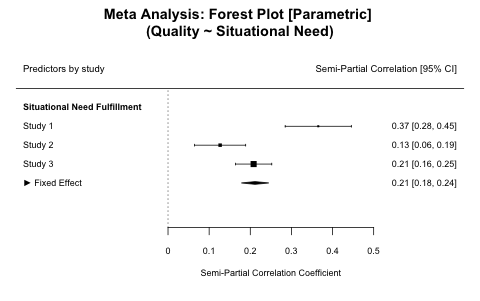 Meta Analysis: Forest Plot [Parametric]
(Quality ~ Situational Need)
Predictors by study Semi-Partial Correlation [95% CI]
Situational Need Fulfillment
Study 1 0.37 [0.28, 0.45]
Study 2 0.13 [0.06, 0.19]
Study 3 0.21 [0.16, 0.25]
► Fixed Effect 0.21 [0.18, 0.24]
0 0.1 0.2 0.3 0.4 0.5
Semi-Partial Correlation Coefficient